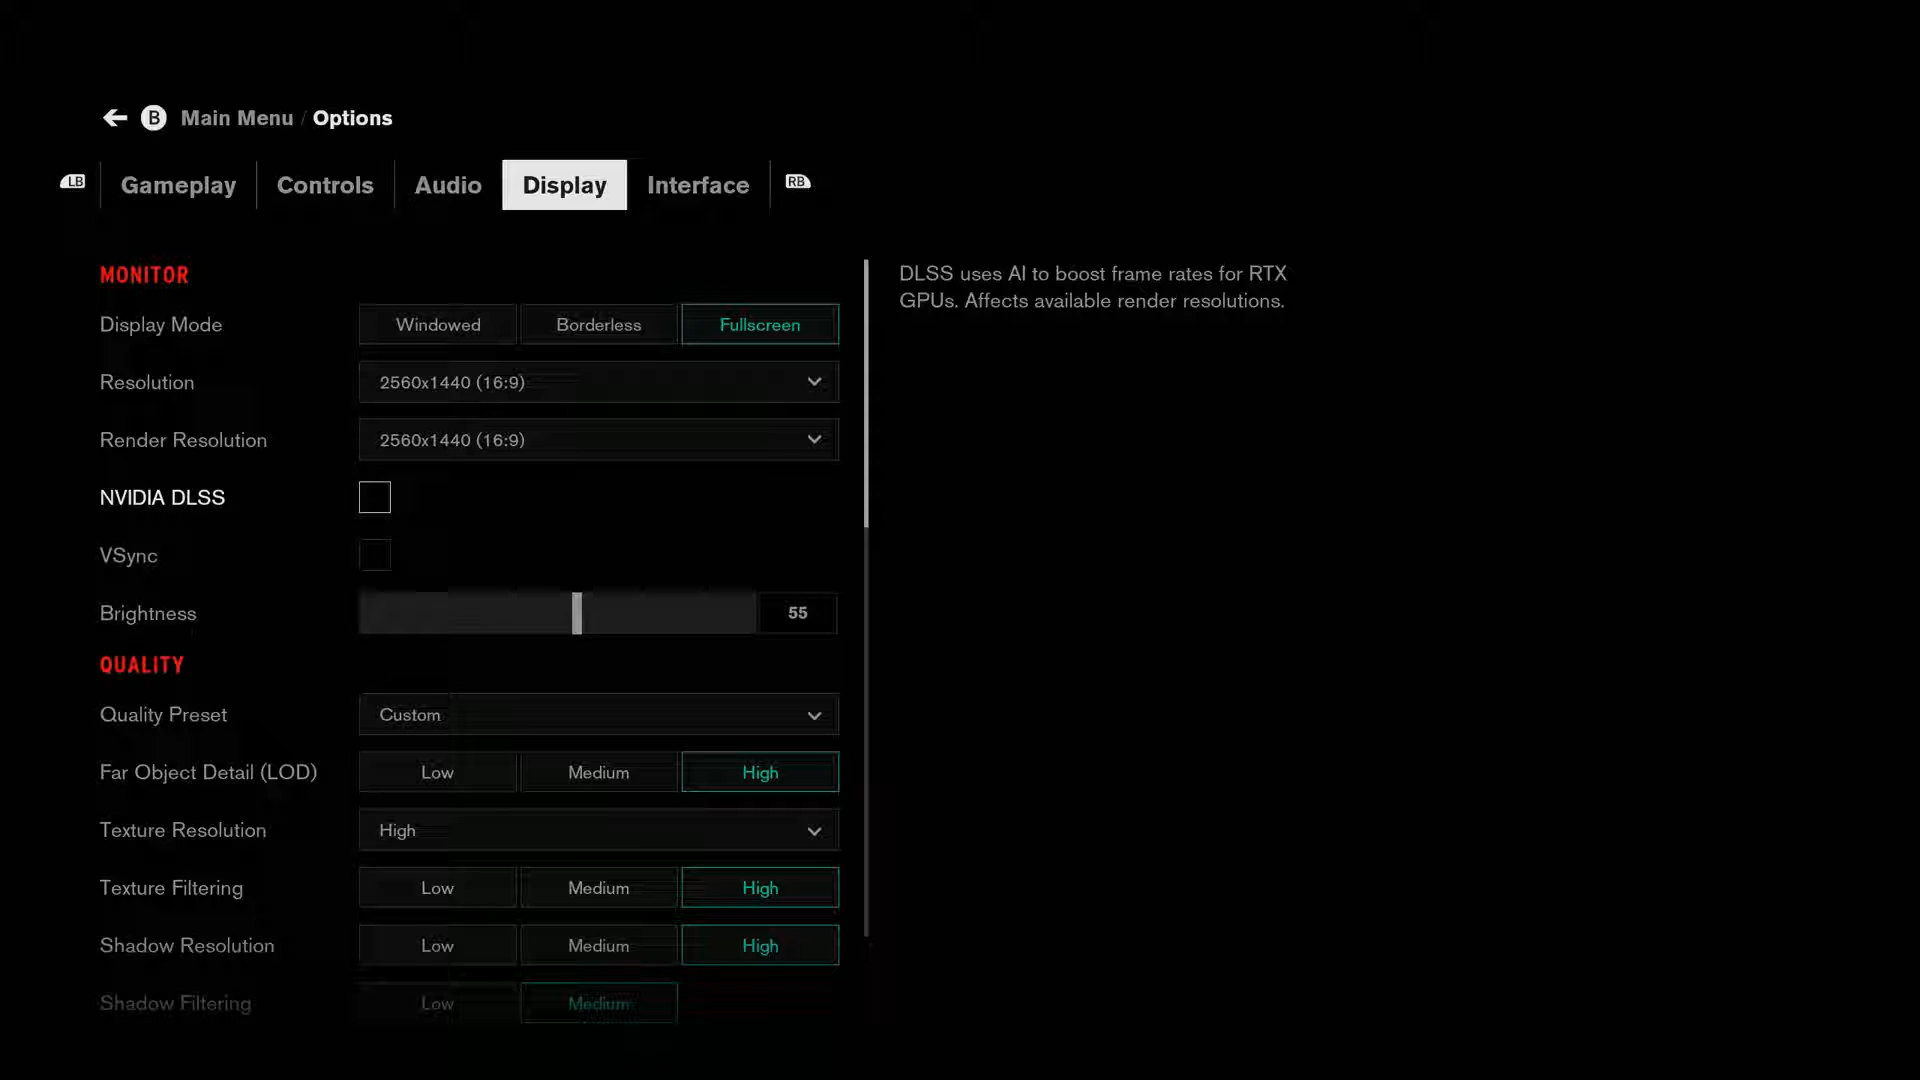 B Main Menu / Options
LB Gameplay Controls Audio Display Interface RB
MONITOR
Display Mode Windowed Borderless Fullscreen
Resolution 2560x1440 (16:9)
Render Resolution 2560x1440 (16:9)
NVIDIA DLSS
VSync
Brightness 55
QUALITY
Quality Preset Custom
Far Object Detail (LOD) Low Medium High
Texture Resolution High
Texture Filtering Low Medium High
Shadow Resolution Low Medium High
Shadow Filtering Low Medium
DLSS uses AI to boost frame rates for RTX
GPUs. Affects available render resolutions.